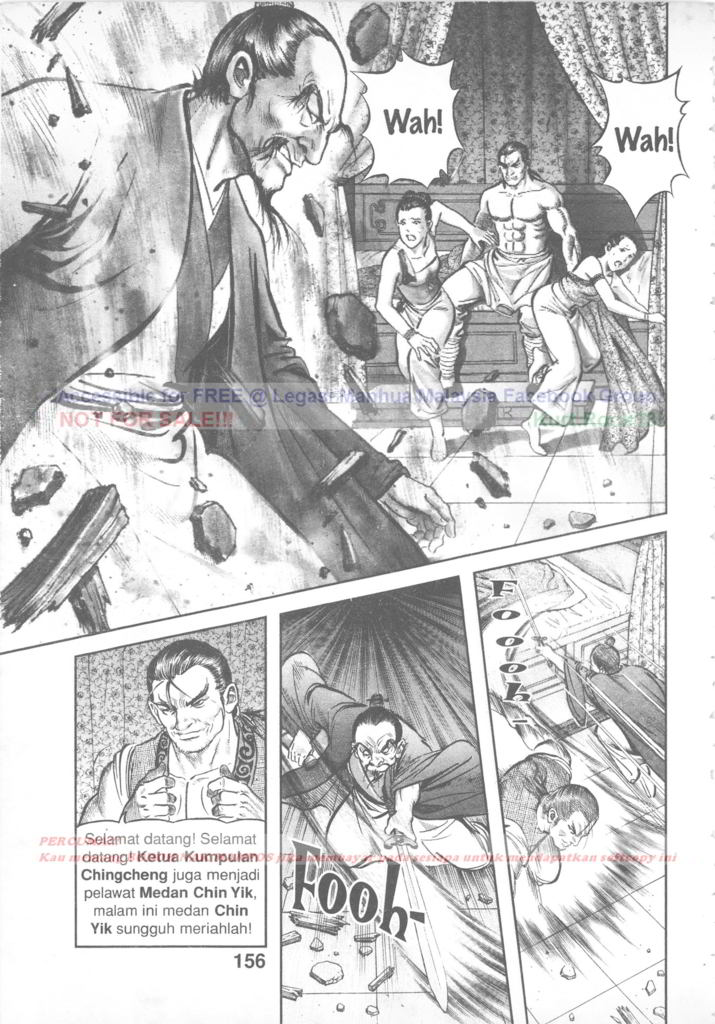 Wah!
Wah!
Accessible for FREE @ Legasi Manhua Malaysia Facebook Group.
NOT FOR SALE!!!
Foooh-
Fooh-
Selamat datang! Selamat
datang! Ketua Kumpulan
Chingcheng juga menjadi
pelawat Medan Chin Yik,
malam ini medan Chin
Yik sungguh meriahlah!
156